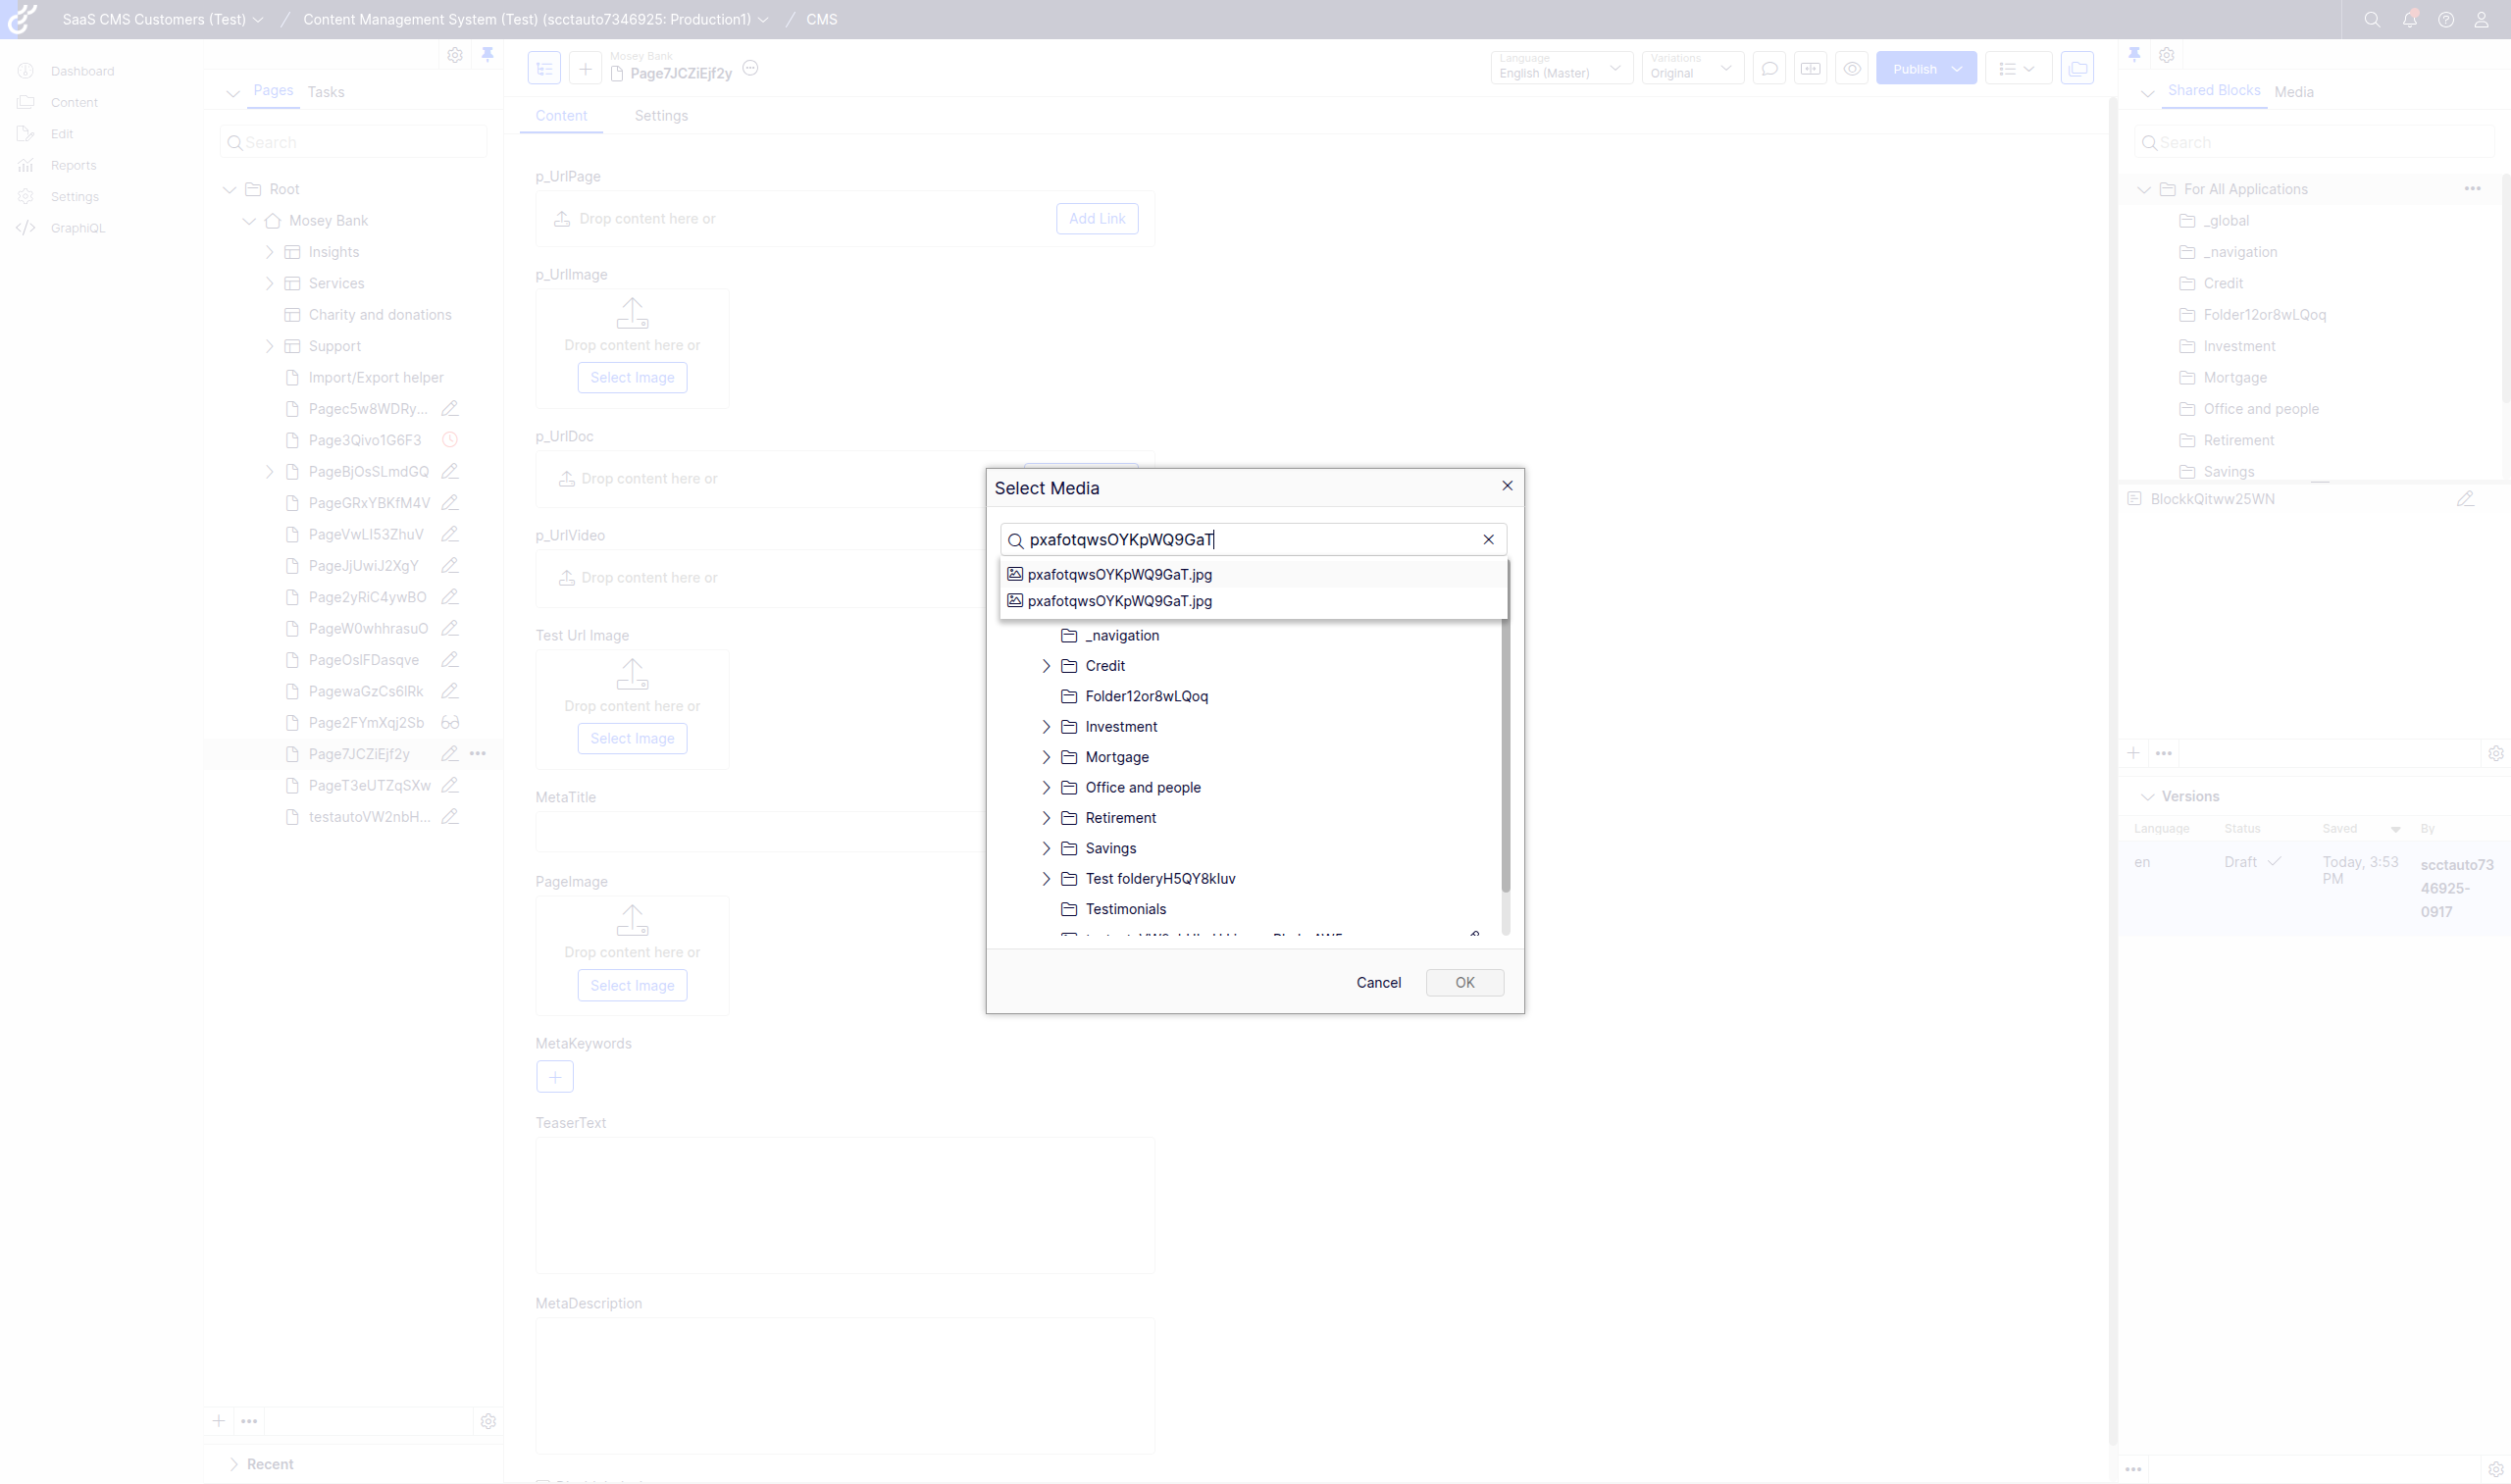 SaaS CMS Customers (Test) / Content Management System (Test) (scctauto7346925: Production1) / CMS
Dashboard
Content
Edit
Reports
Settings
GraphiQL
Pages Tasks
Search
Root
Mosey Bank
Insights
Services
Charity and donations
Support
Import/Export helper
Pagec5w8WDRy...
Page3Qivo1G6F3
PageBjOsSLmdGQ
PageGRxYBKfM4V
PageVwLI53ZhuV
PageJjUwiJ2XgY
Page2yRiC4ywBO
PageW0whhrasuO
PageOslFDasqve
PagewaGzCs6lRk
Page2FYmXqj2Sb
Page7JCZiEjf2y
PageT3eUTZqSXw
testautoVW2nbH...
Recent
Mosey Bank
Page7JCZiEjf2y
Language
English (Master)
Variations
Original
Publish
Content Settings
p_UrlPage
Drop content here or Add Link
p_UrlImage
Drop content here or
Select Image
p_UrlDoc
Drop content here or
p_UrlVideo
Drop content here or
Test Url Image
Drop content here or
Select Image
MetaTitle
PageImage
Drop content here or
Select Image
MetaKeywords
TeaserText
MetaDescription
Select Media
pxafotqwsOYKpWQ9GaT
pxafotqwsOYKpWQ9GaT.jpg
pxafotqwsOYKpWQ9GaT.jpg
_navigation
Credit
Folder12or8wLQoq
Investment
Mortgage
Office and people
Retirement
Savings
Test folderyH5QY8kIuv
Testimonials
Cancel OK
Shared Blocks Media
Search
For All Applications
_global
_navigation
Credit
Folder12or8wLQoq
Investment
Mortgage
Office and people
Retirement
Savings
BlockkQitww25WN
Versions
Language Status Saved By
en Draft Today, 3:53 PM scctauto7346925-0917